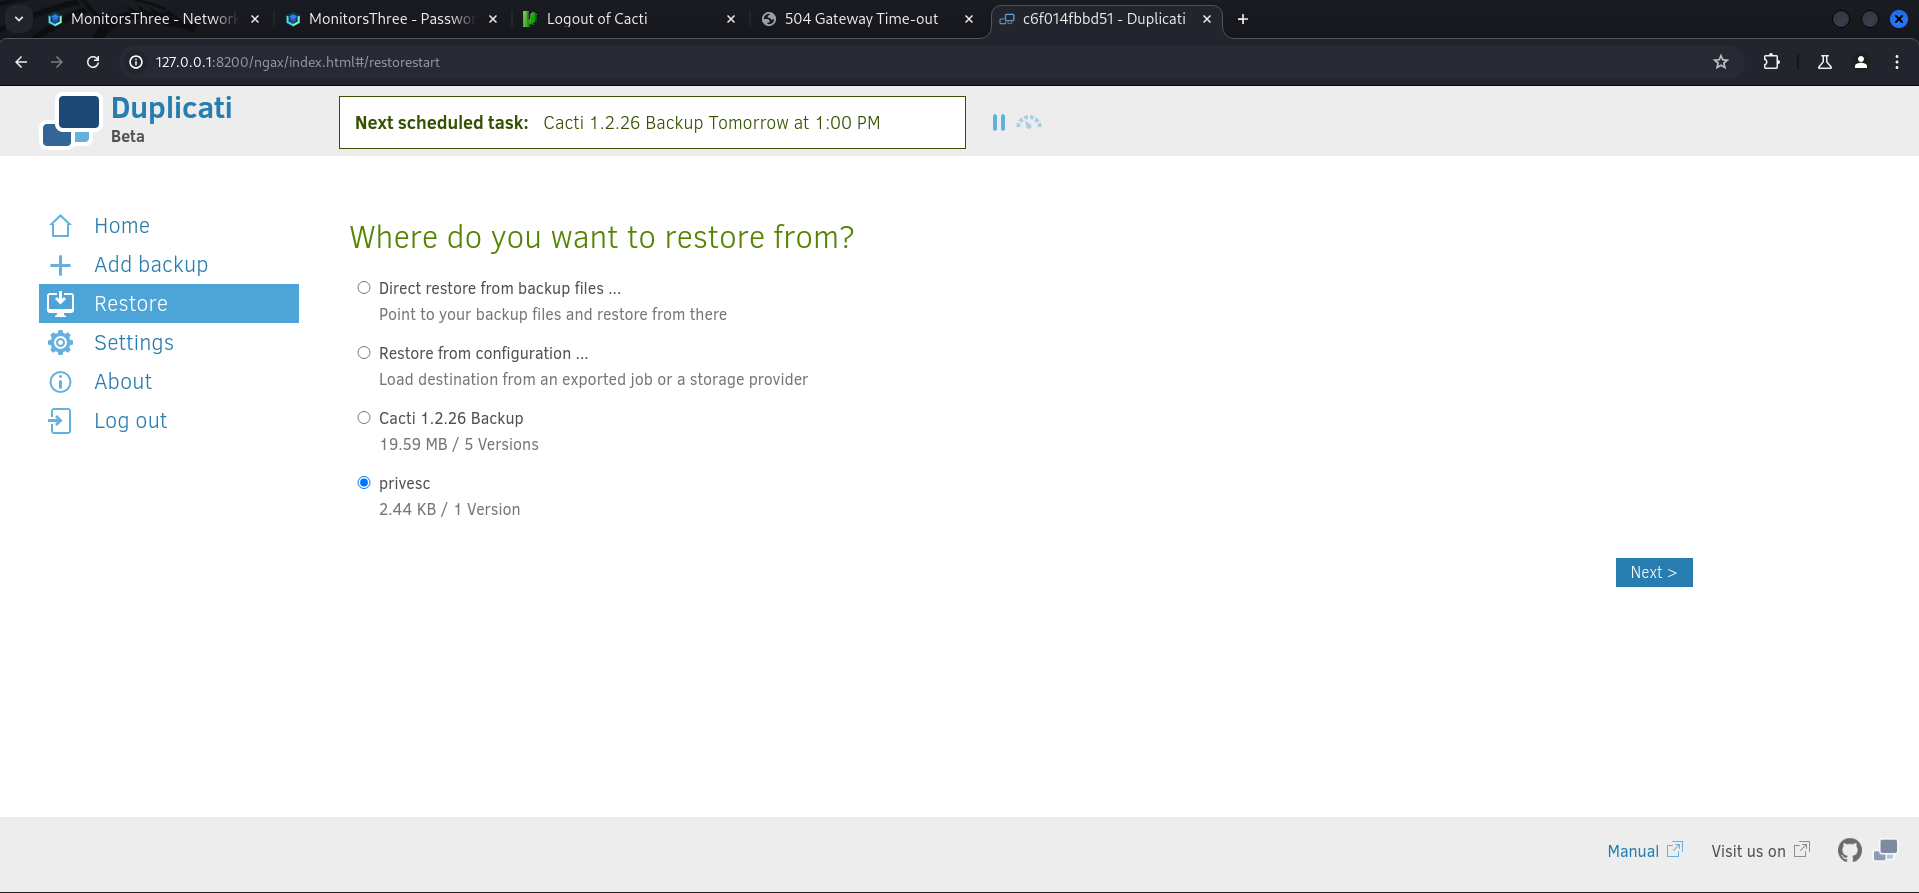 MonitorsThree - Network
MonitorsThree - Passwor
Logout of Cacti
504 Gateway Time-out
c6f014fbbd51 - Duplicati
127.0.0.1:8200/ngax/index.html#/restorestart
Duplicati
Beta
Next scheduled task: Cacti 1.2.26 Backup Tomorrow at 1:00 PM
Home
Add backup
Restore
Settings
About
Log out
Where do you want to restore from?
Direct restore from backup files ...
Point to your backup files and restore from there
Restore from configuration ...
Load destination from an exported job or a storage provider
Cacti 1.2.26 Backup
19.59 MB / 5 Versions
privesc
2.44 KB / 1 Version
Next >
Manual
Visit us on